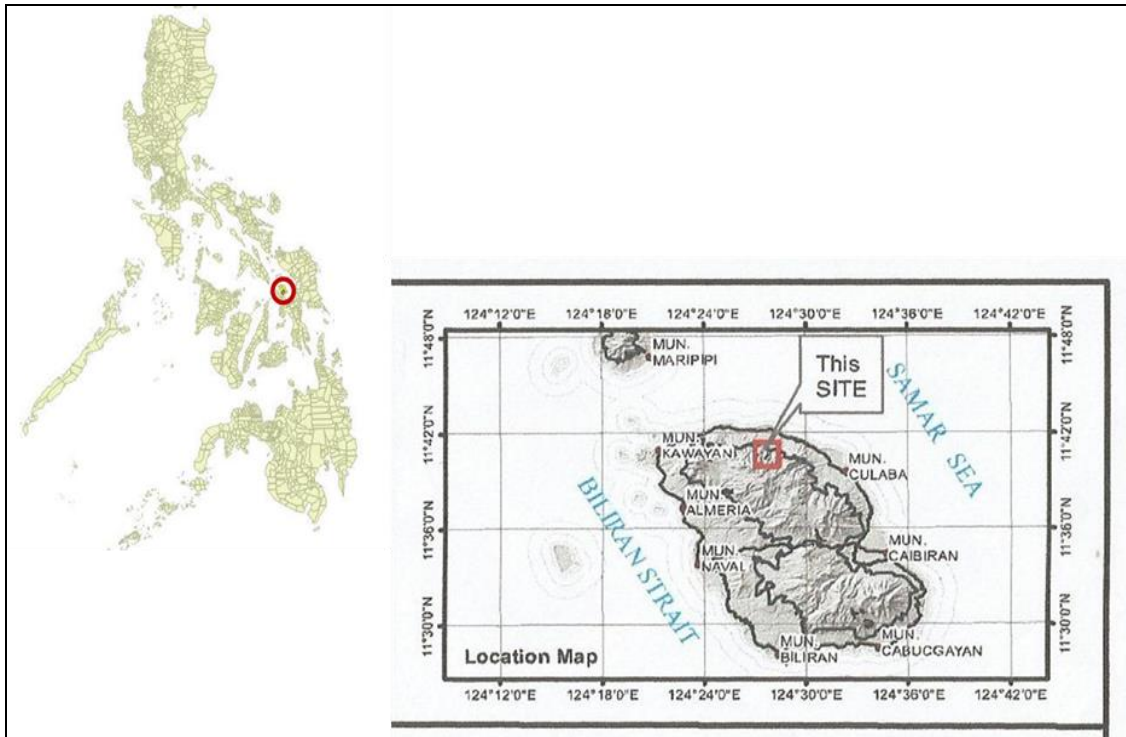 124°12'0"E 124°18'0"E 124°24'0"E 124°30'0"E 124°36'0"E 124°42'0"E
11°48'0"N
11°48'0"N
MUN.
MARIPIPI
This
SITE
SAMAR SEA
11°42'0"N
11°42'0"N
MUN.
KAWAYAN
MUN.
CULABA
BILIRAN STRAIT
MUN.
ALMERIA
11°36'0"N
11°36'0"N
MUN.
NAVAL
MUN.
CAIBIRAN
11°30'0"N
11°30'0"N
MUN.
BILIRAN
MUN.
CABUCGAYAN
Location Map
124°12'0"E 124°18'0"E 124°24'0"E 124°30'0"E 124°36'0"E 124°42'0"E